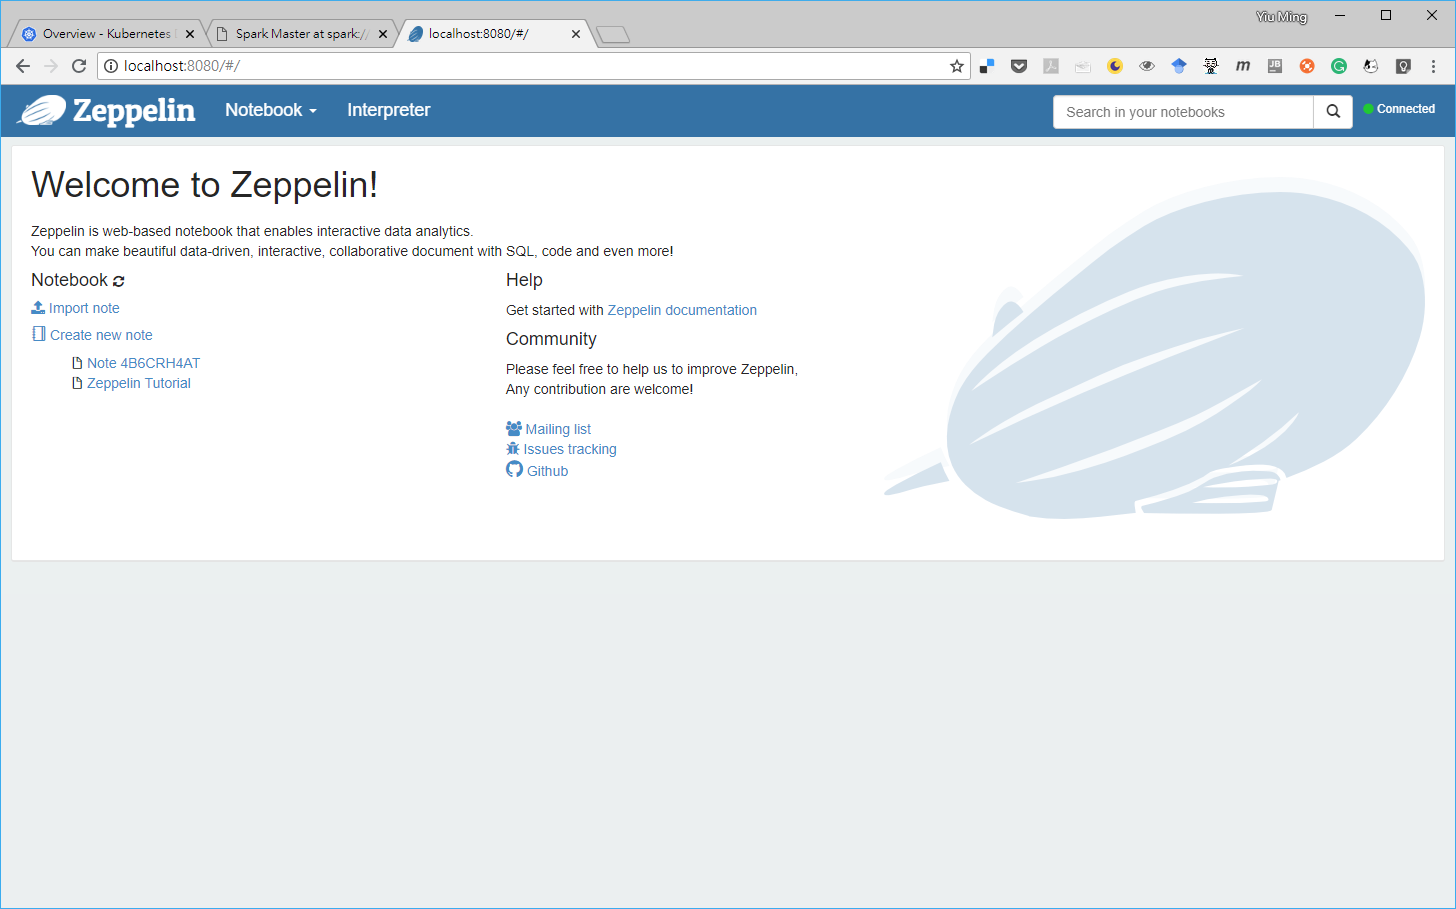 Yiu Ming
Overview - Kubernetes
Spark Master at spark://
localhost:8080/#/
localhost:8080/#/
Zeppelin
Notebook
Interpreter
Search in your notebooks
Connected
Welcome to Zeppelin!
Zeppelin is web-based notebook that enables interactive data analytics.
You can make beautiful data-driven, interactive, collaborative document with SQL, code and even more!
Notebook
Import note
Create new note
Note 4B6CRH4AT
Zeppelin Tutorial
Help
Get started with Zeppelin documentation
Community
Please feel free to help us to improve Zeppelin,
Any contribution are welcome!
Mailing list
Issues tracking
Github